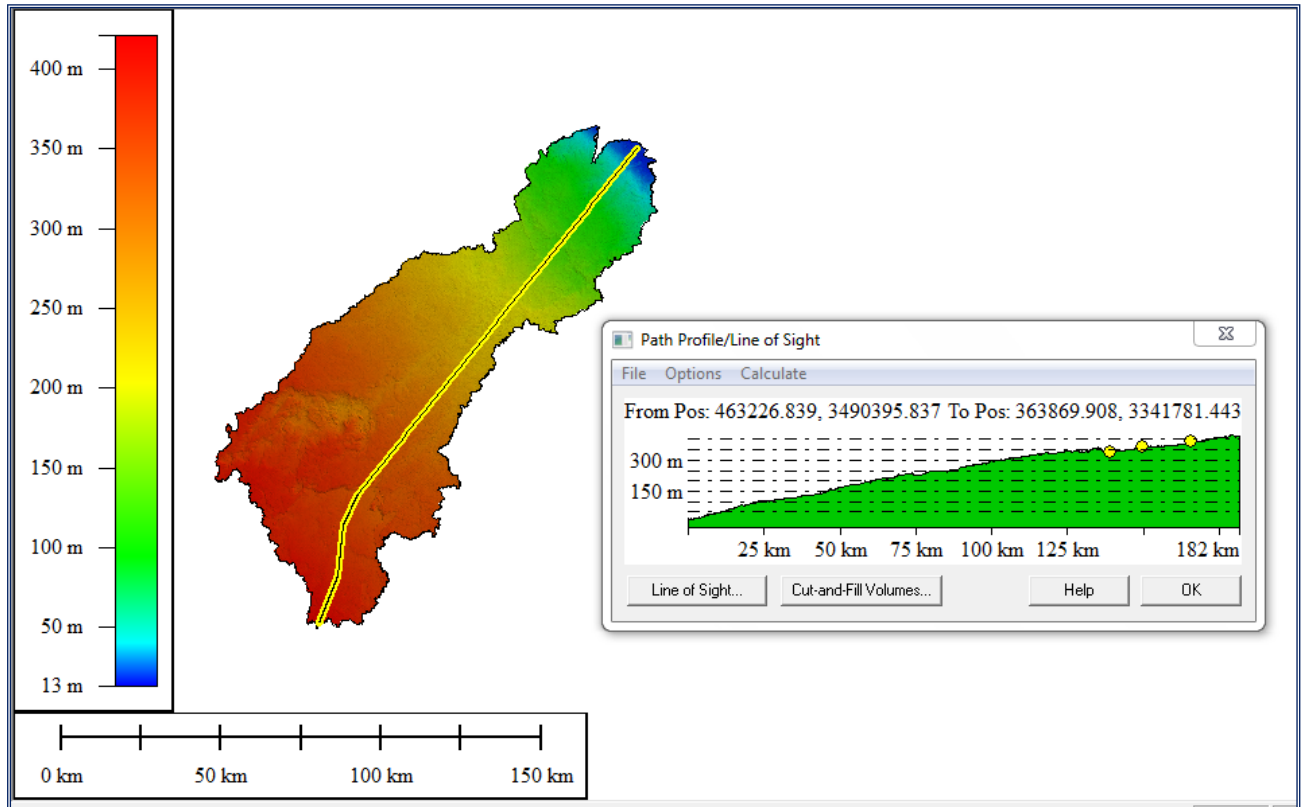 400 m
350 m
300 m
250 m
200 m
150 m
100 m
50 m
13 m
0 km 50 km 100 km 150 km
Path Profile/Line of Sight
File Options Calculate
From Pos: 463226.839, 3490395.837 To Pos: 363869.908, 3341781.443
300 m
150 m
25 km 50 km 75 km 100 km 125 km 182 km
Line of Sight... Cut-and-Fill Volumes... Help OK